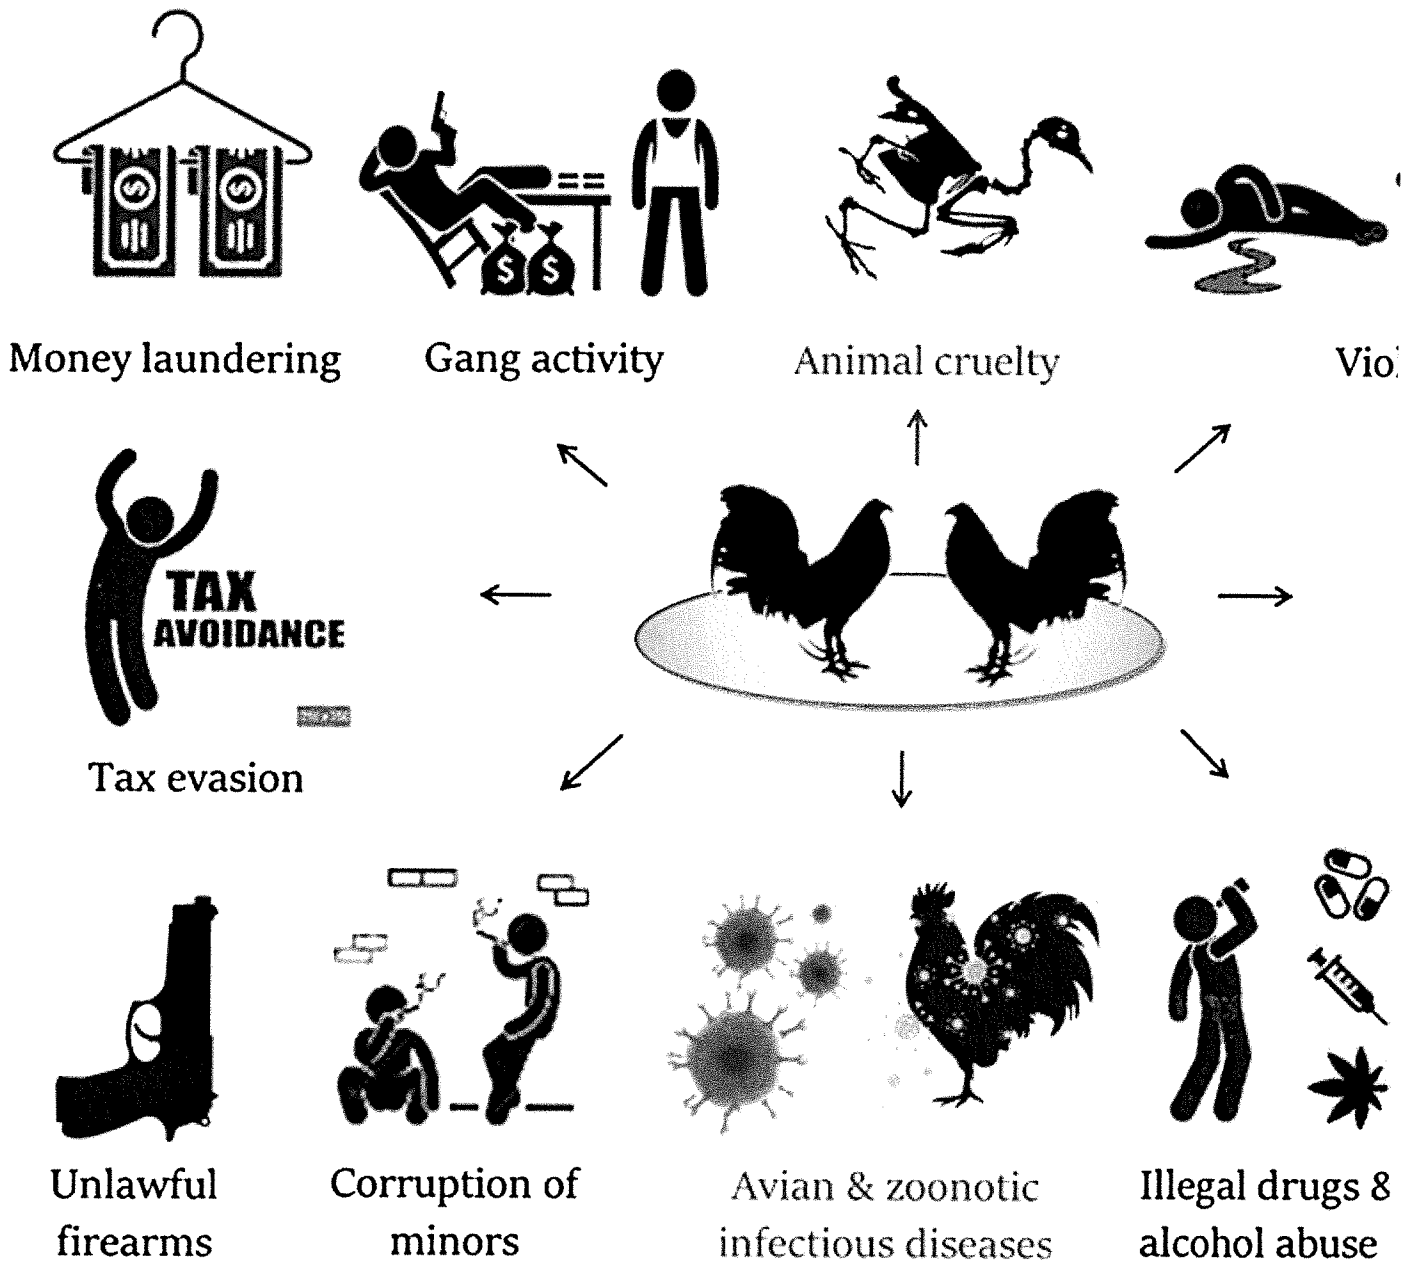 Money laundering
Gang activity
Animal cruelty
TAX
AVOIDANCE
Tax evasion
Unlawful
firearms
Corruption of
minors
Avian & zoonotic
infectious diseases
Illegal drugs &
alcohol abuse